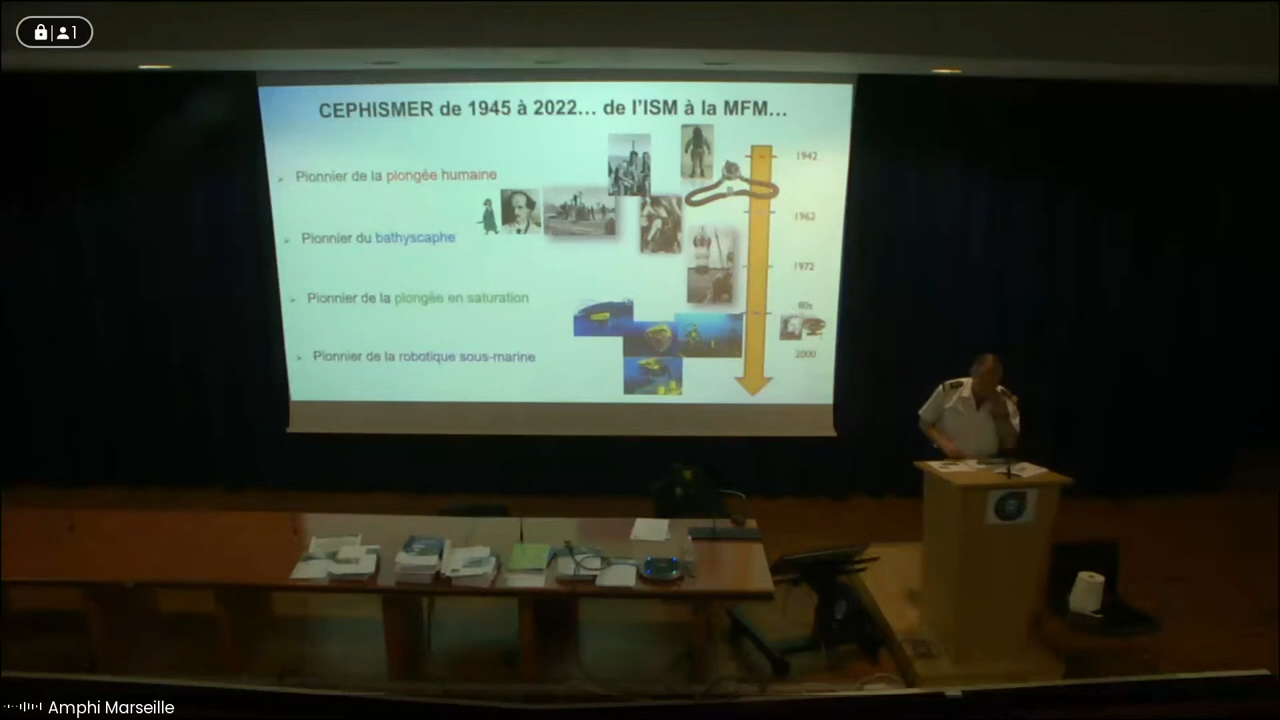 1
CEPHISMER de 1945 à 2022... de l'ISM à la MFM...
Pionnier de la plongée humaine
Pionnier du bathyscaphe
Pionnier de la plongée en saturation
Pionnier de la robotique sous-marine
1942
1963
1972
80s
2000
Amphi Marseille